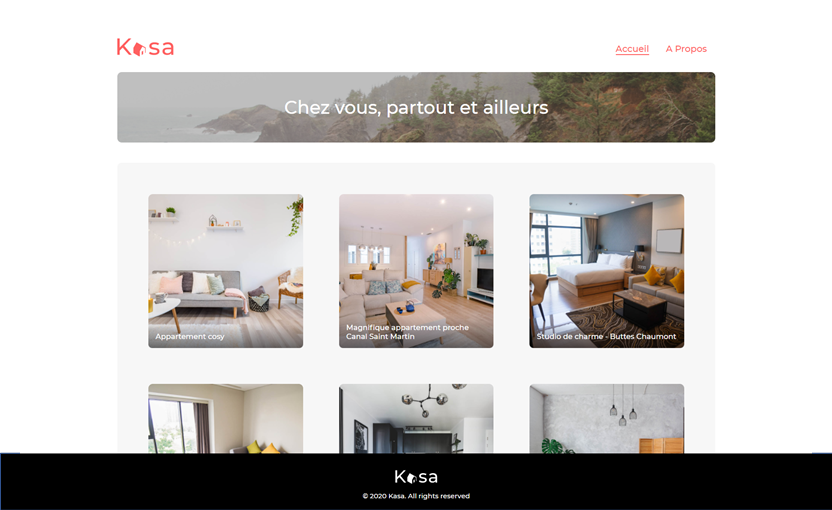 Kasa
Accueil
A Propos
Chez vous, partout et ailleurs
Appartement cosy
Magnifique appartement proche
Canal Saint Martin
Studio de charme - Buttes Chaumont
Kasa
© 2020 Kasa. All rights reserved